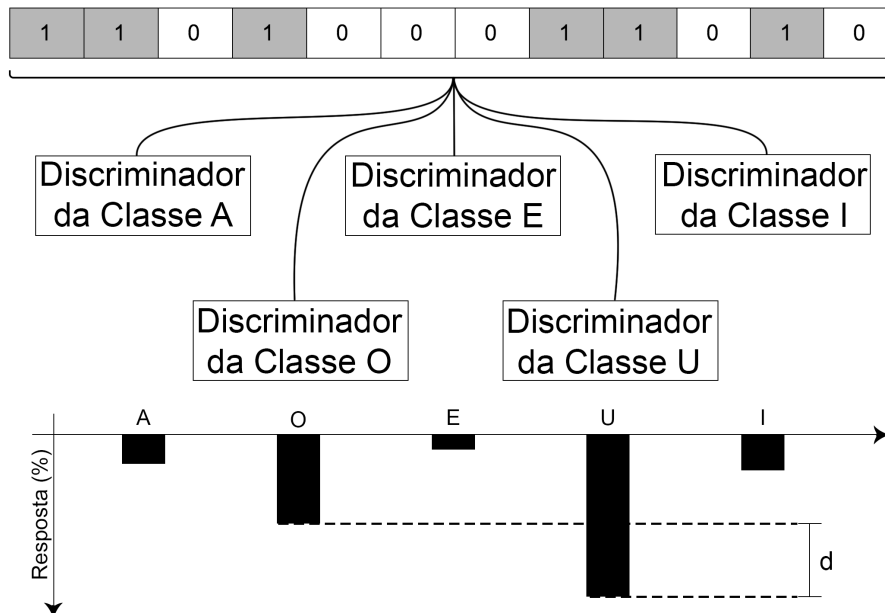 1 1 0 1 0 0 0 1 1 0 1 0
Discriminador
da Classe A
Discriminador
da Classe E
Discriminador
da Classe I
Discriminador
da Classe O
Discriminador
da Classe U
A O E U I
Resposta (%)
d